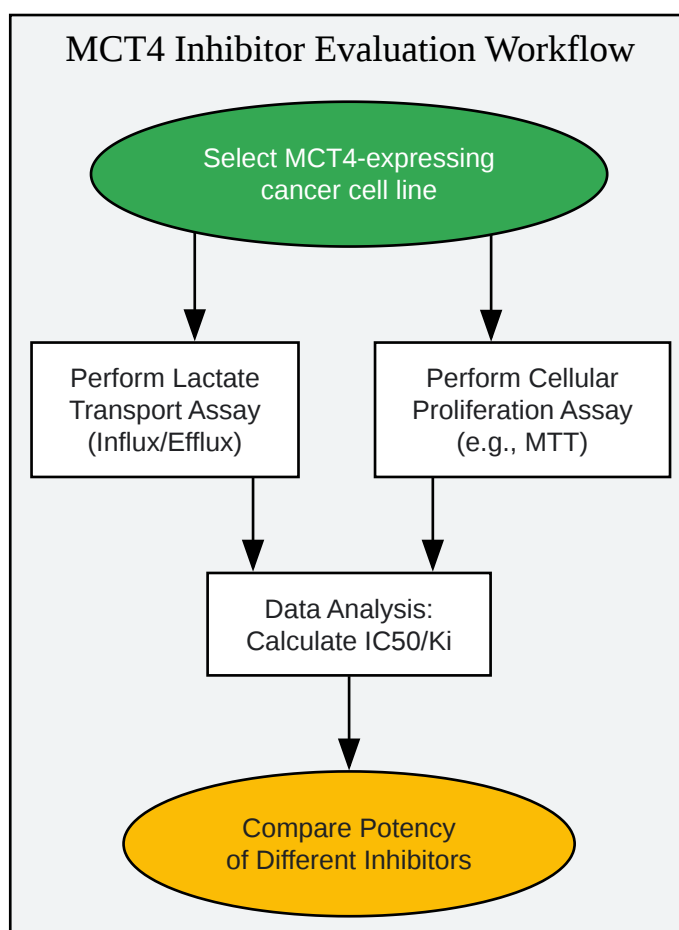 MCT4 Inhibitor Evaluation Workflow
Select MCT4-expressing
cancer cell line
Perform Lactate
Transport Assay
(Influx/Efflux)
Perform Cellular
Proliferation Assay
(e.g., MTT)
Data Analysis:
Calculate IC50/Ki
Compare Potency
of Different Inhibitors